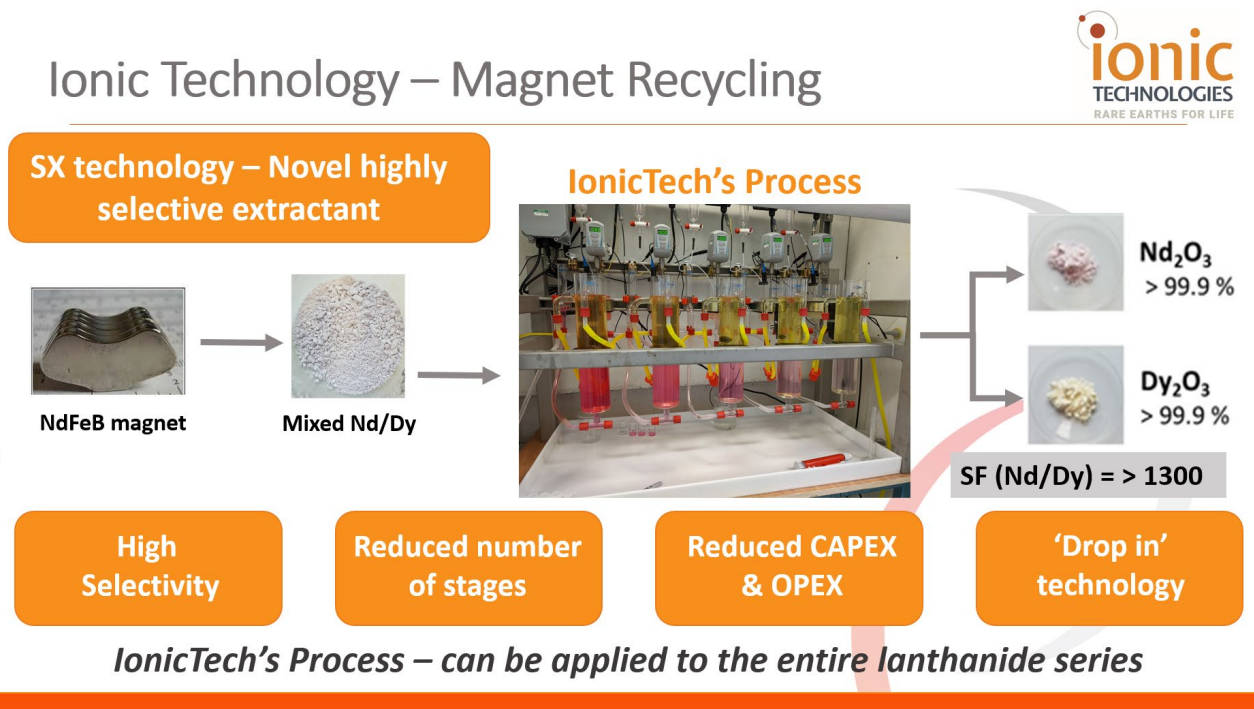 Ionic Technology – Magnet Recycling
ionic
TECHNOLOGIES
RARE EARTHS FOR LIFE
SX technology – Novel highly
selective extractant
IonicTech's Process
NdFeB magnet
Mixed Nd/Dy
Nd₂O₃
> 99.9 %
Dy₂O₃
> 99.9 %
SF (Nd/Dy) = > 1300
High
Selectivity
Reduced number
of stages
Reduced CAPEX
& OPEX
‘Drop in’
technology
IonicTech's Process – can be applied to the entire lanthanide series